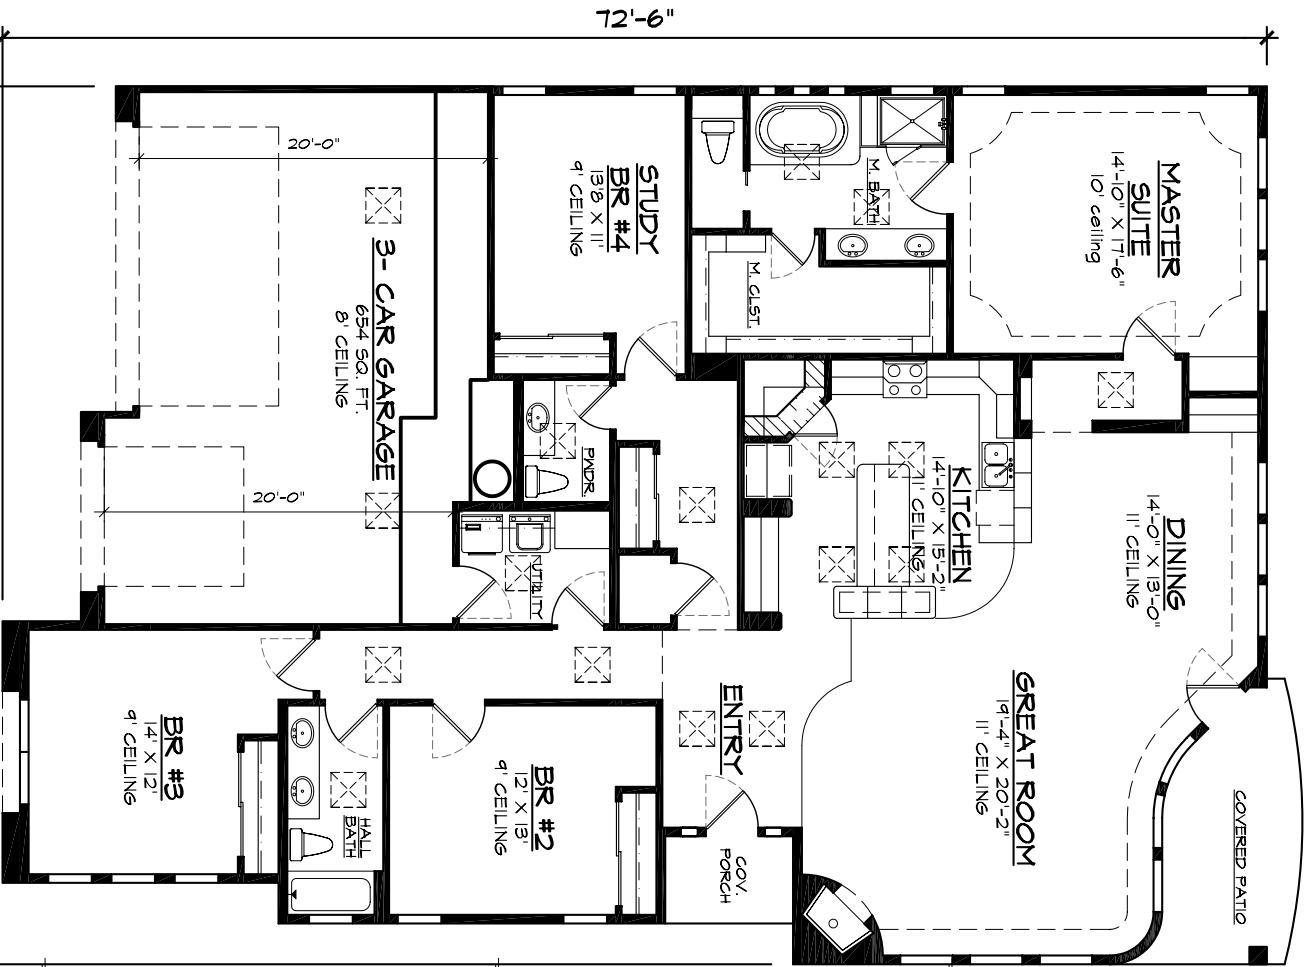 72'-6"
20'-0"
3- CAR GARAGE
654 SQ. FT.
8' CEILING
20'-0"
STUDY
BR #4
13'8 X 11'
9' CEILING
M. BATH
M. CLST.
MASTER
SUITE
14'-10" X 17'-6"
10' ceiling
PWDR.
UTILITY
KITCHEN
14'-10" X 15'-2"
11' CEILING
DINING
14'-0" X 13'-0"
11' CEILING
BR #3
14' X 12'
9' CEILING
HALL
BATH
BR #2
12' X 13'
9' CEILING
ENTRY
COV.
PORCH
GREAT ROOM
19'-4" X 20'-2"
11' CEILING
COVERED PATIO